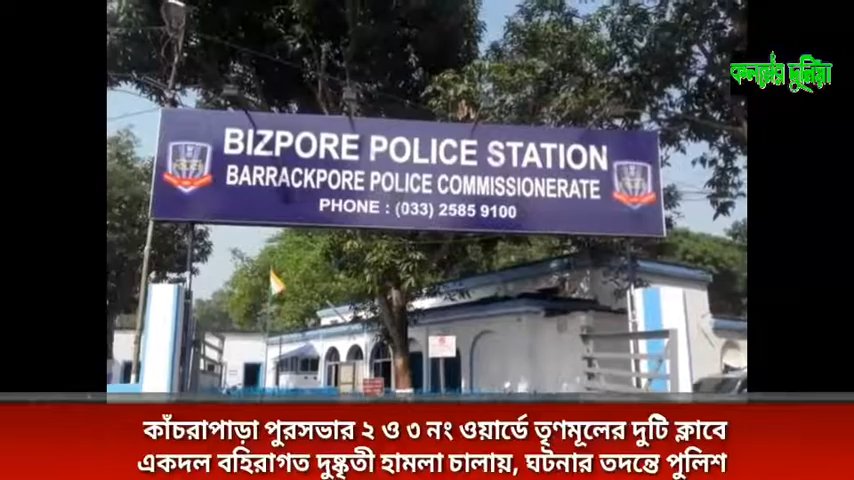 কলমের দুনিয়া
BIZPORE POLICE STATION
BARRACKPORE POLICE COMMISSIONERATE
PHONE : (033) 2585 9100
কাঁচরাপাড়া পুরসভার ২ ও ৩ নং ওয়ার্ডে তৃণমূলের দুটি ক্লাবে
একদল বহিরাগত দুষ্কৃতী হামলা চালায়, ঘটনার তদন্তে পুলিশ